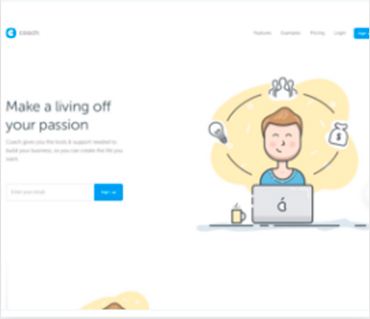 coach
Features Examples Pricing Login Sign up
Make a living off
your passion
Coach gives you the tools & support needed to
build your business, so you can create the life you
want.
Enter your email
Sign up
$